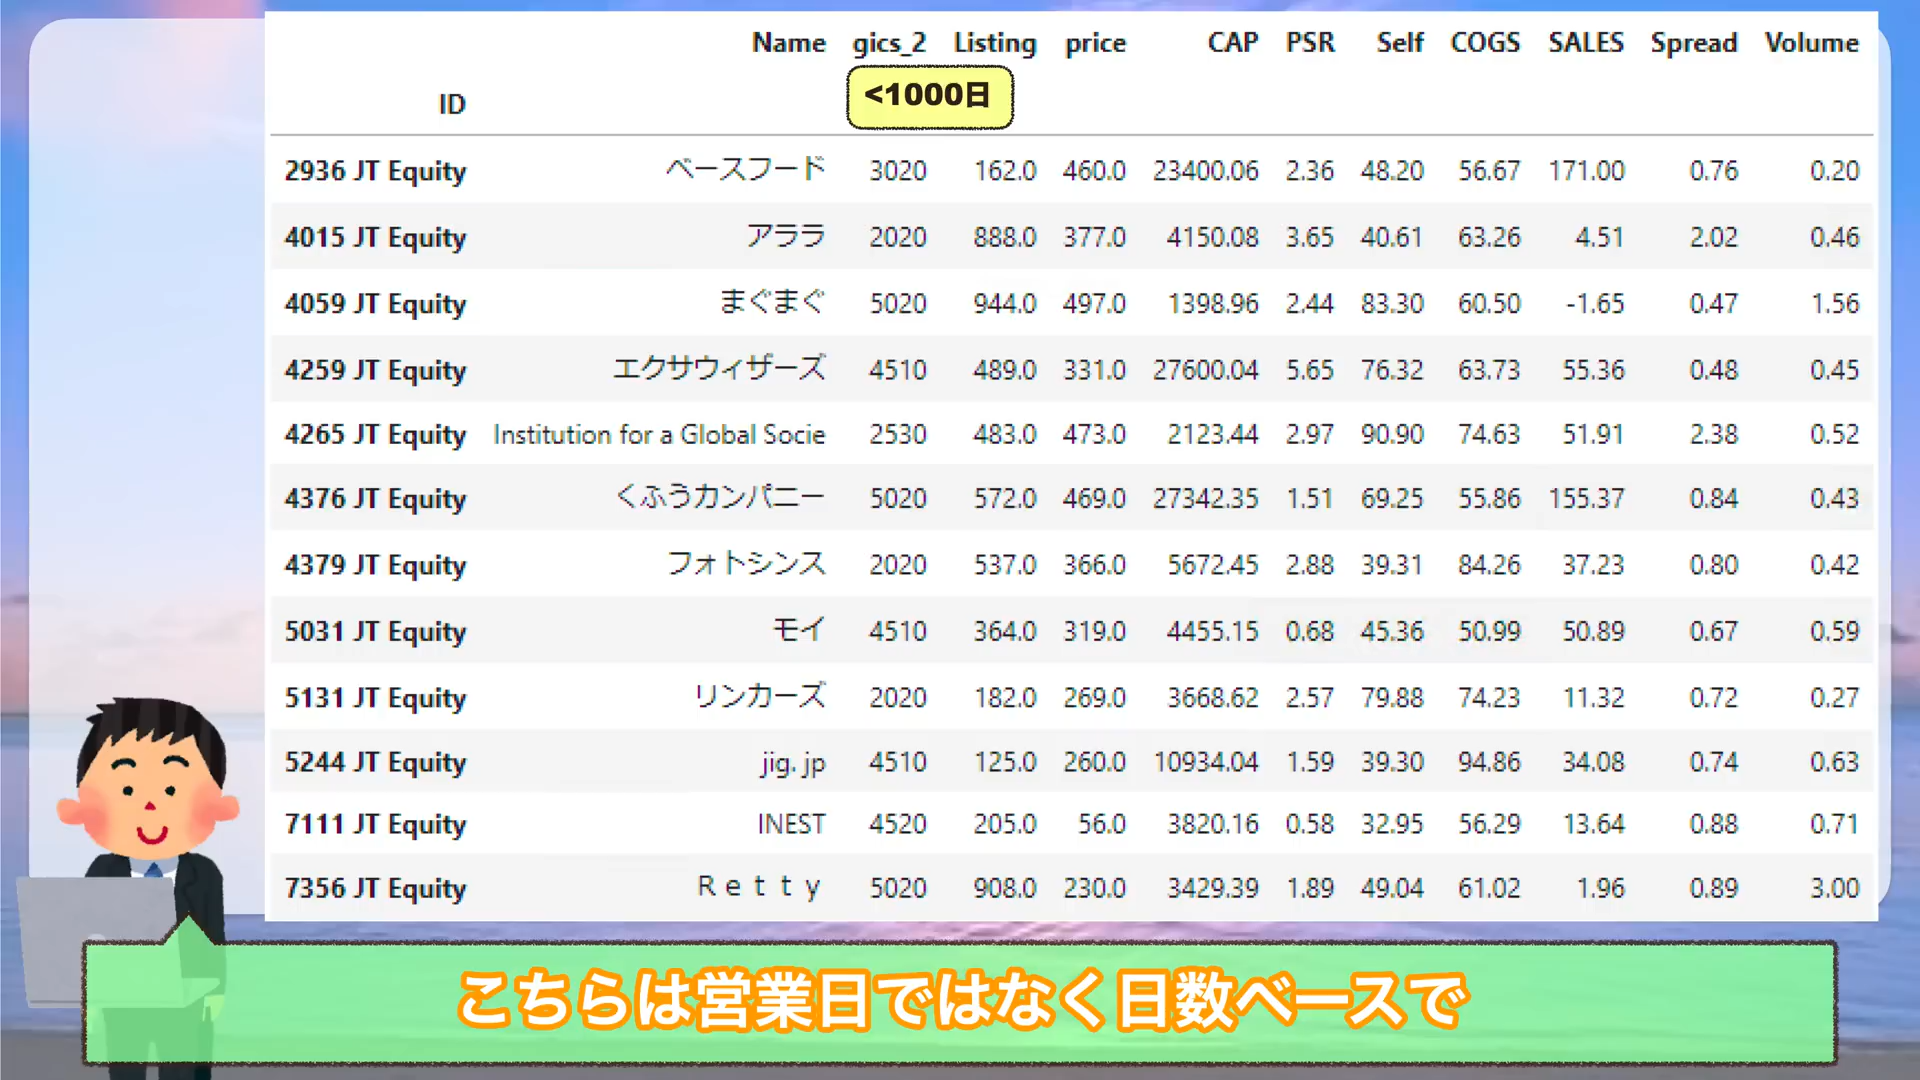 Name gics_2 Listing price CAP PSR Self COGS SALES Spread Volume
<1000日
ID
2936 JT Equity ベースフード 3020 162.0 460.0 23400.06 2.36 48.20 56.67 171.00 0.76 0.20
4015 JT Equity アララ 2020 888.0 377.0 4150.08 3.65 40.61 63.26 4.51 2.02 0.46
4059 JT Equity まぐまぐ 5020 944.0 497.0 1398.96 2.44 83.30 60.50 -1.65 0.47 1.56
4259 JT Equity エクサウィザーズ 4510 489.0 331.0 27600.04 5.65 76.32 63.73 55.36 0.48 0.45
4265 JT Equity Institution for a Global Socie 2530 483.0 473.0 2123.44 2.97 90.90 74.63 51.91 2.38 0.52
4376 JT Equity くふうカンパニー 5020 572.0 469.0 27342.35 1.51 69.25 55.86 155.37 0.84 0.43
4379 JT Equity フォトシンス 2020 537.0 366.0 5672.45 2.88 39.31 84.26 37.23 0.80 0.42
5031 JT Equity モイ 4510 364.0 319.0 4455.15 0.68 45.36 50.99 50.89 0.67 0.59
5131 JT Equity リンカーズ 2020 182.0 269.0 3668.62 2.57 79.88 74.23 11.32 0.72 0.27
5244 JT Equity jig.jp 4510 125.0 260.0 10934.04 1.59 39.30 94.86 34.08 0.74 0.63
7111 JT Equity INEST 4520 205.0 56.0 3820.16 0.58 32.95 56.29 13.64 0.88 0.71
7356 JT Equity Ｒｅｔｔｙ 5020 908.0 230.0 3429.39 1.89 49.04 61.02 1.96 0.89 3.00
こちらは営業日ではなく日数ベースで